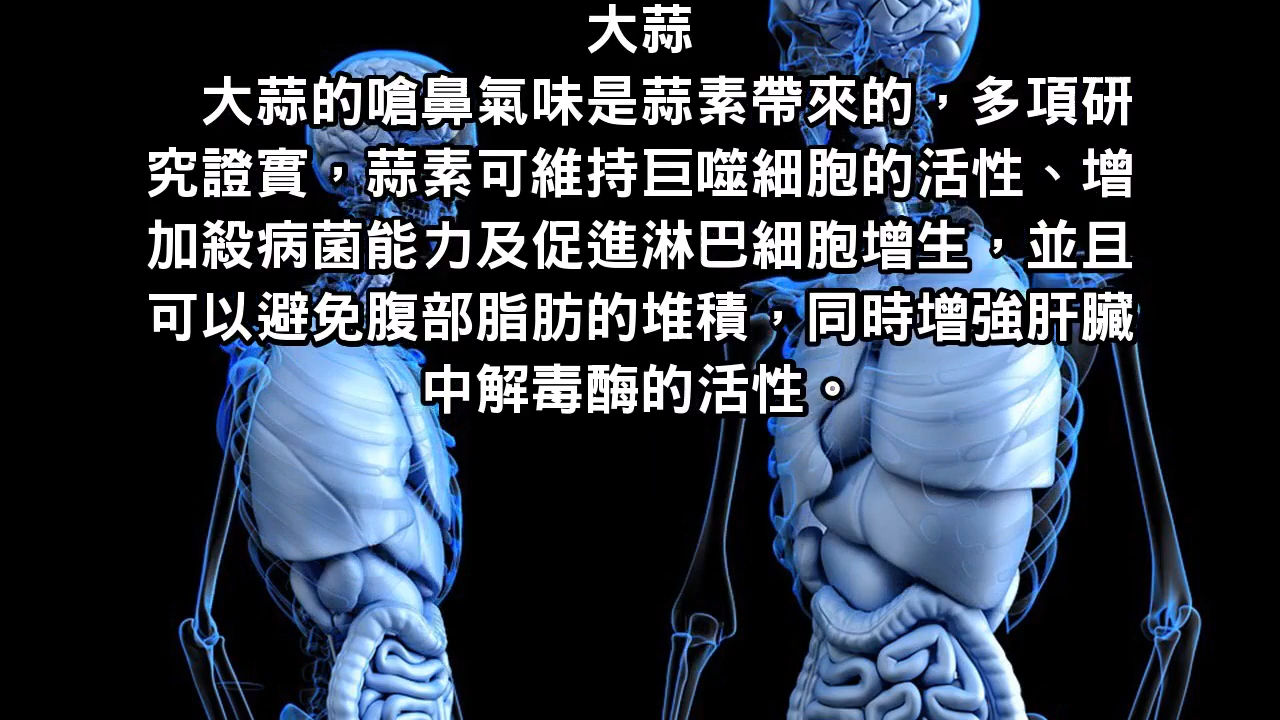 大蒜
大蒜的嗆鼻氣味是蒜素帶來的，多項研
究證實，蒜素可維持巨噬細胞的活性、增
加殺病菌能力及促進淋巴細胞增生，並且
可以避免腹部脂肪的堆積，同時增強肝臟
中解毒酶的活性。